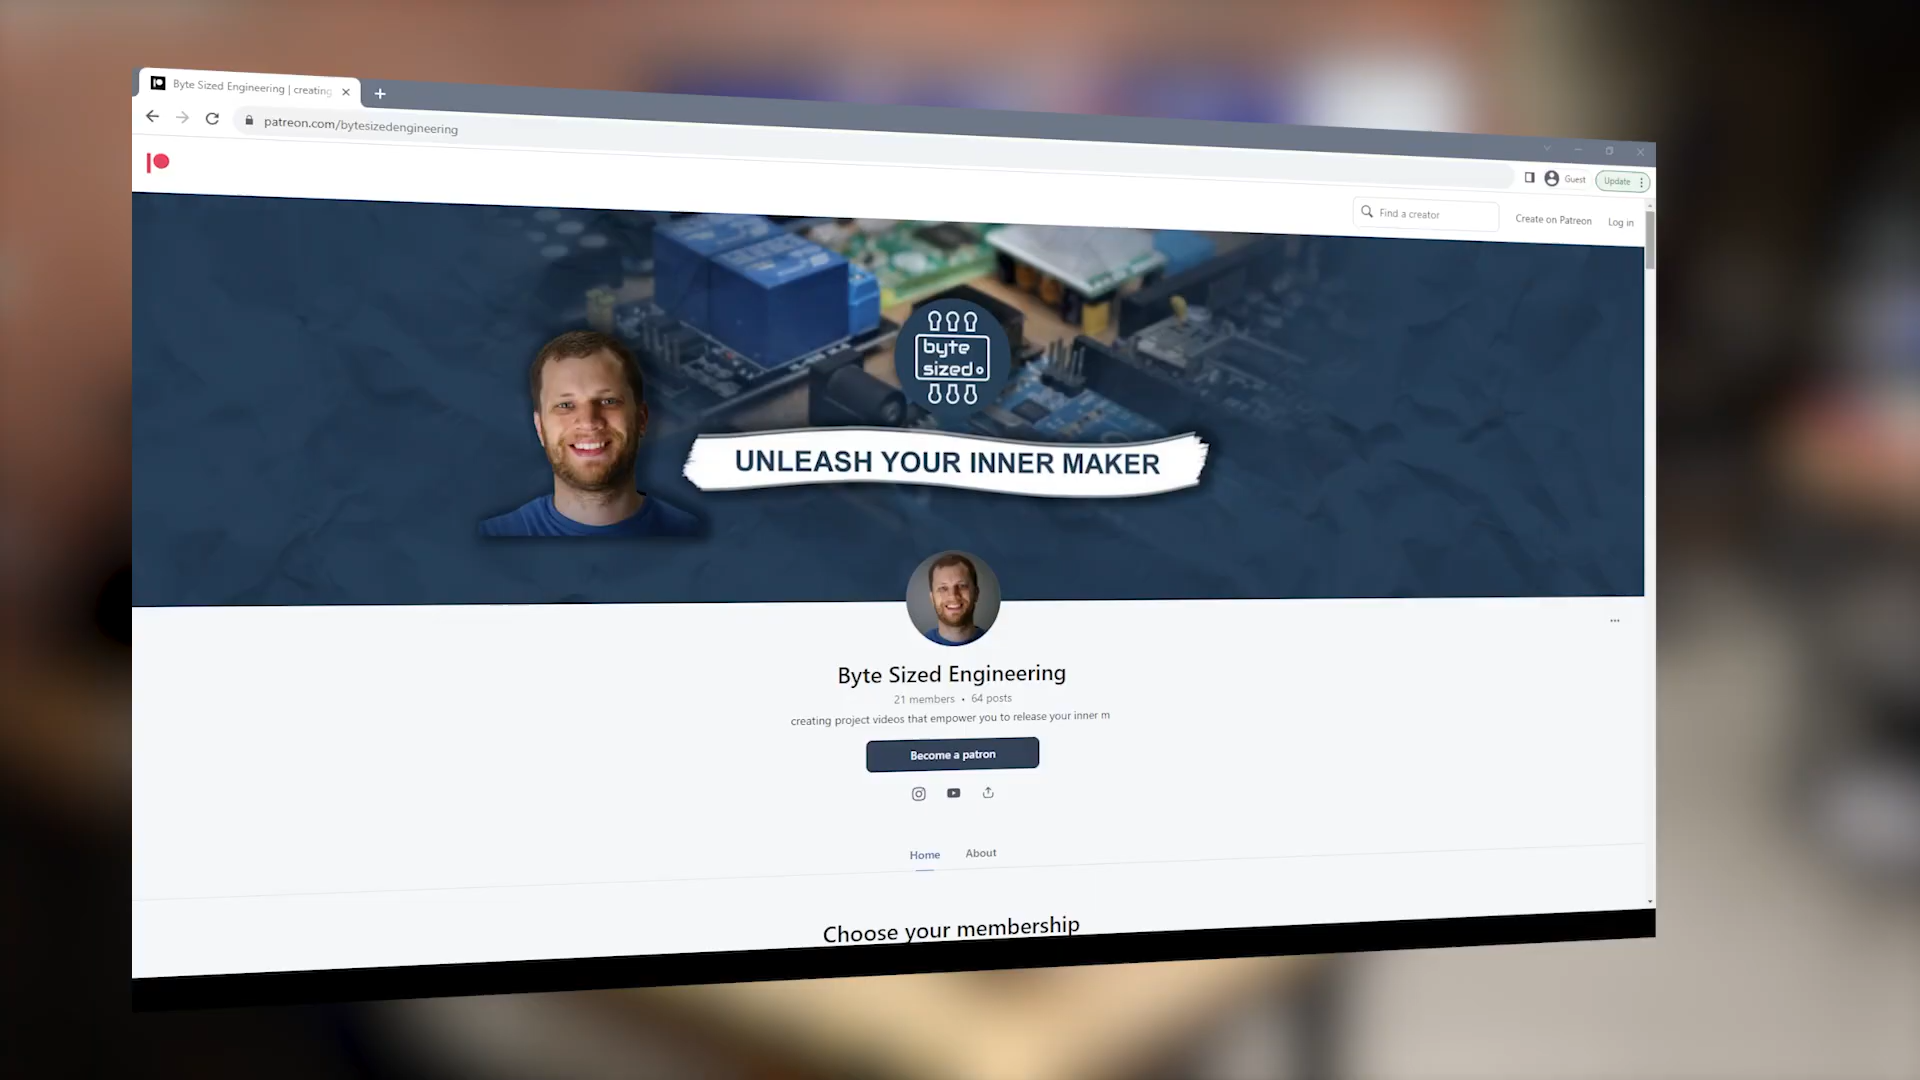 Byte Sized Engineering | creating
patreon.com/bytesizedengineering
Guest
Update
Find a creator
Create on Patreon
Log in
byte
sized
UNLEASH YOUR INNER MAKER
Byte Sized Engineering
21 members • 64 posts
creating project videos that empower you to release your inner m
Become a patron
Home
About
Choose your membership